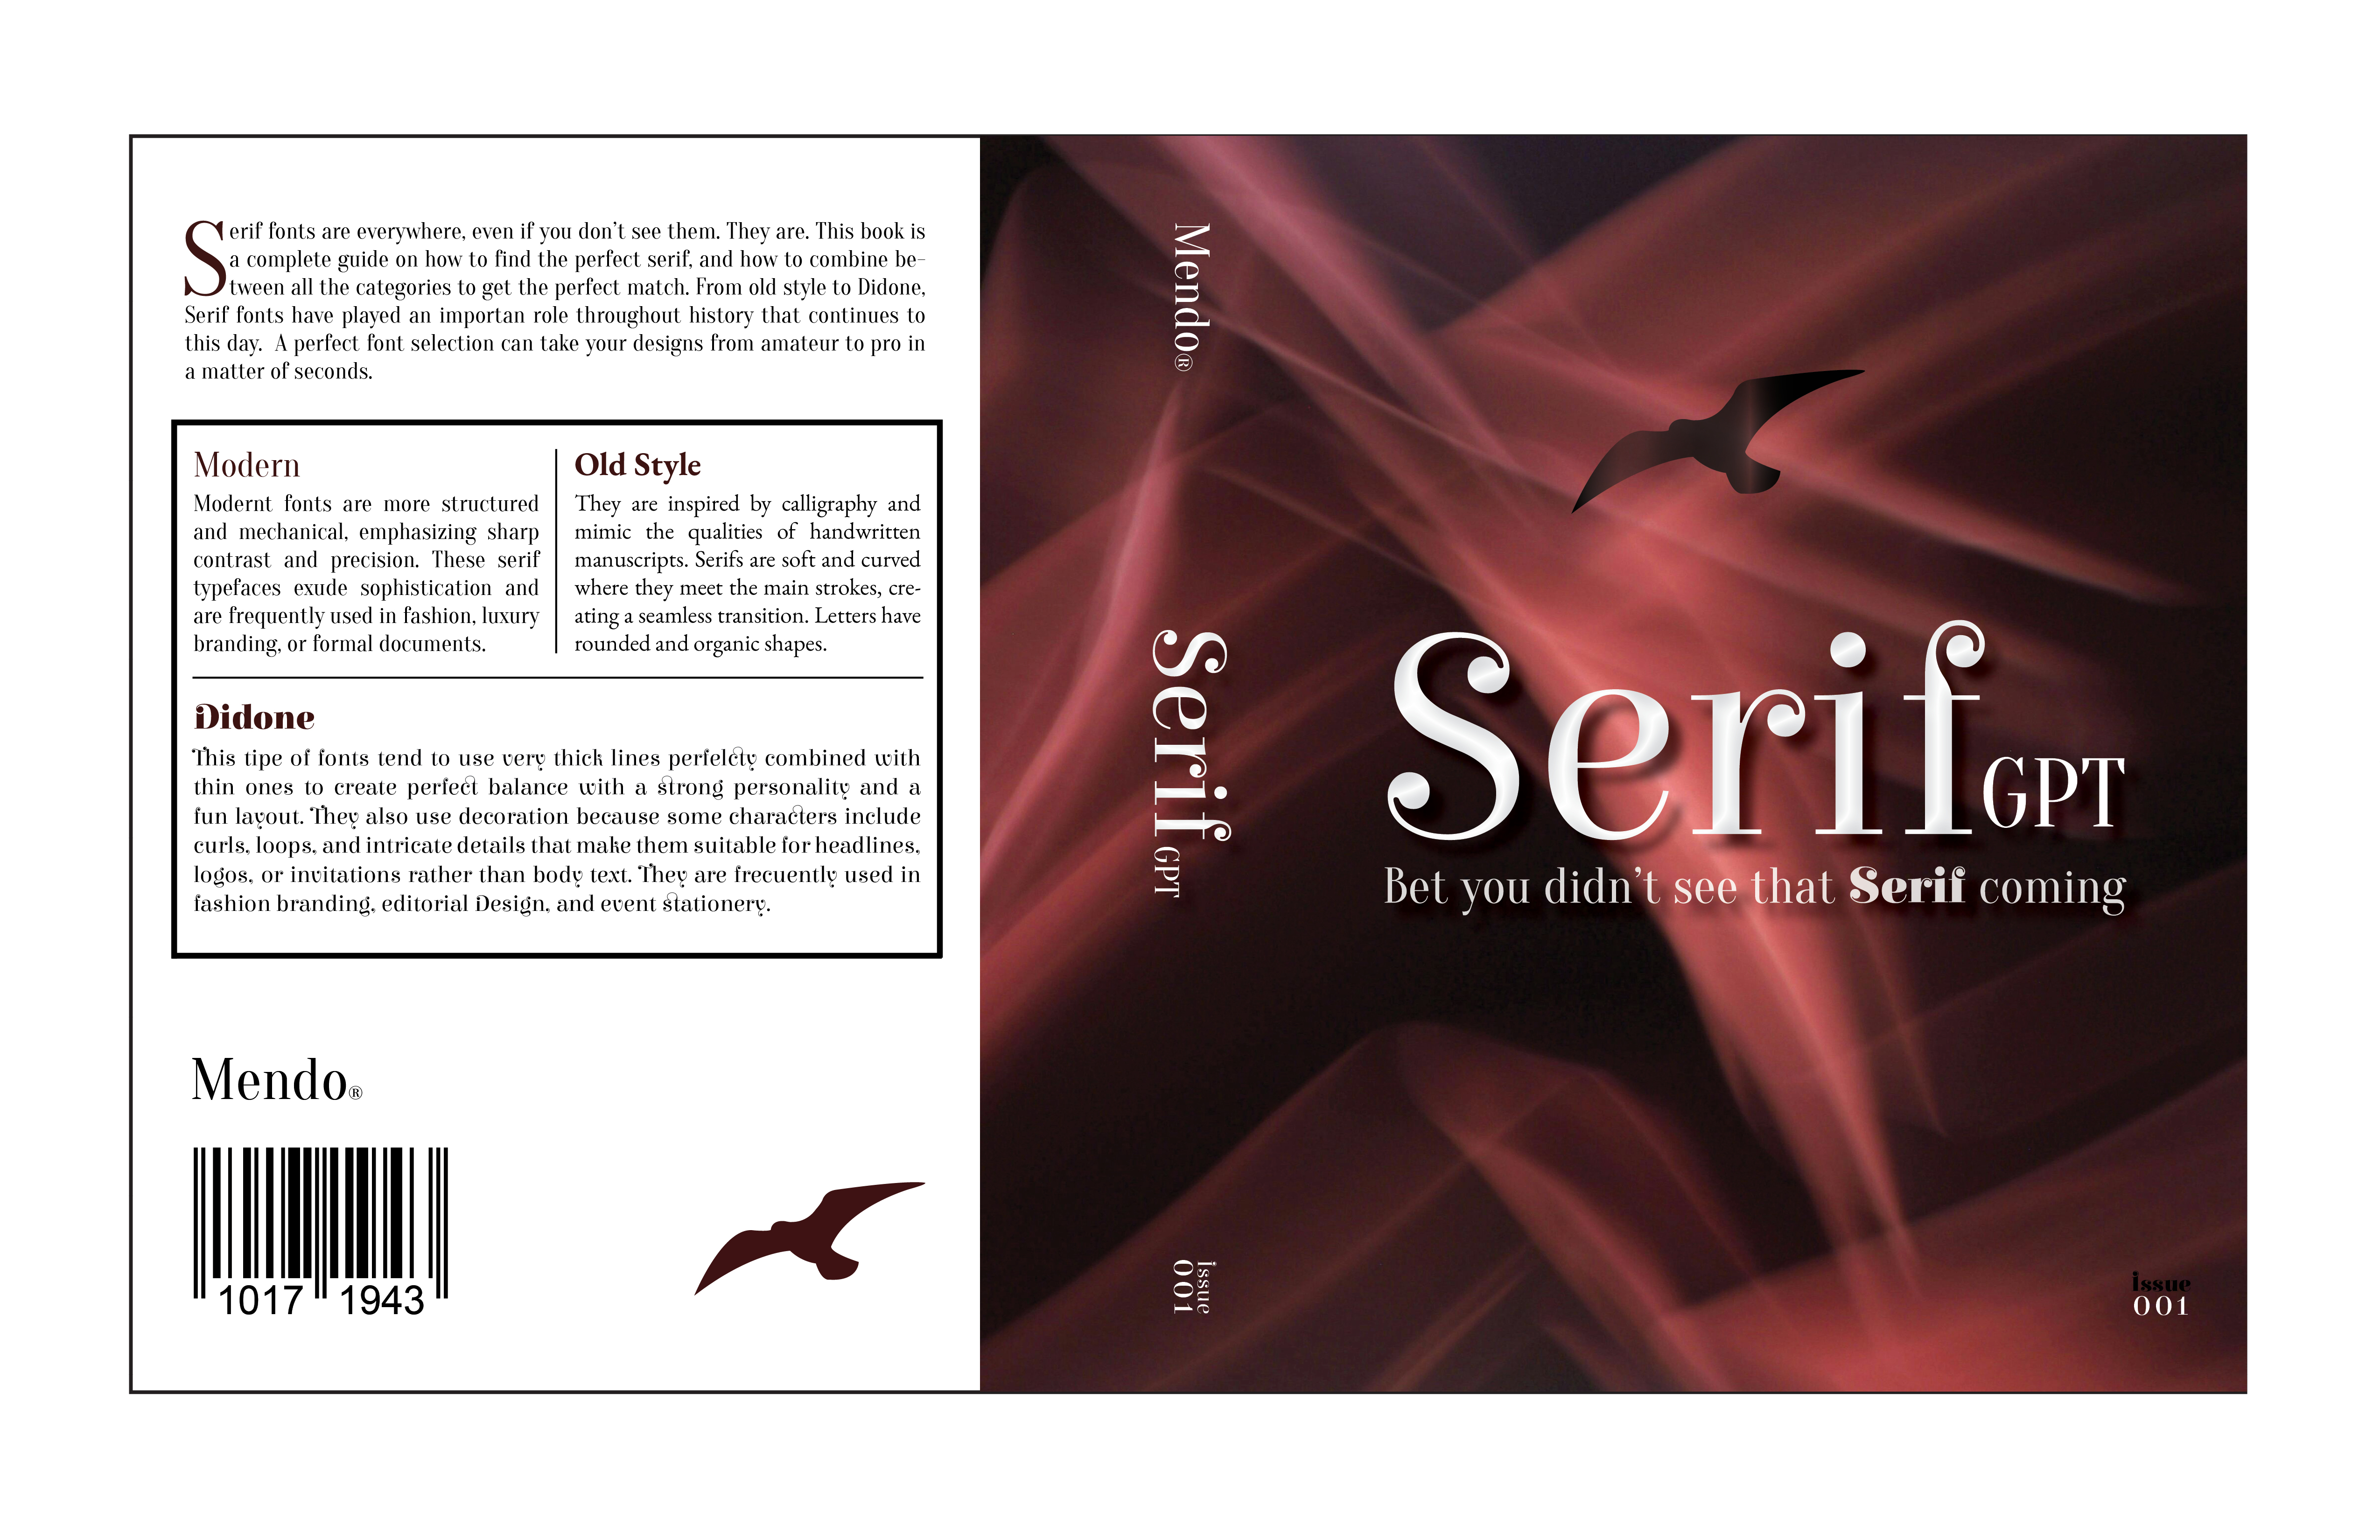 Serif fonts are everywhere, even if you don't see them. They are. This book is
a complete guide on how to find the perfect serif, and how to combine be-
tween all the categories to get the perfect match. From old style to Didone,
Serif fonts have played an importan role throughout history that continues to
this day.  A perfect font selection can take your designs from amateur to pro in
a matter of seconds.
Modern
Modernt fonts are more structured
and mechanical, emphasizing sharp
contrast and precision. These serif
typefaces exude sophistication and
are frequently used in fashion, luxury
branding, or formal documents.
Old Style
They are inspired by calligraphy and
mimic the qualities of handwritten
manuscripts. Serifs are soft and curved
where they meet the main strokes, cre-
ating a seamless transition. Letters have
rounded and organic shapes.
Didone
This tipe of fonts tend to use very thick lines perfelcty combined with
thin ones to create perfect balance with a strong personality and a
fun layout. They also use decoration because some characters include
curls, loops, and intricate details that make them suitable for headlines,
logos, or invitations rather than body text. They are frecuently used in
fashion branding, editorial Design, and event stationery.
Mendo®
1017 1943
Mendo®
Serif GPT
issue
001
Serif GPT
Bet you didn't see that Serif coming
issue
001